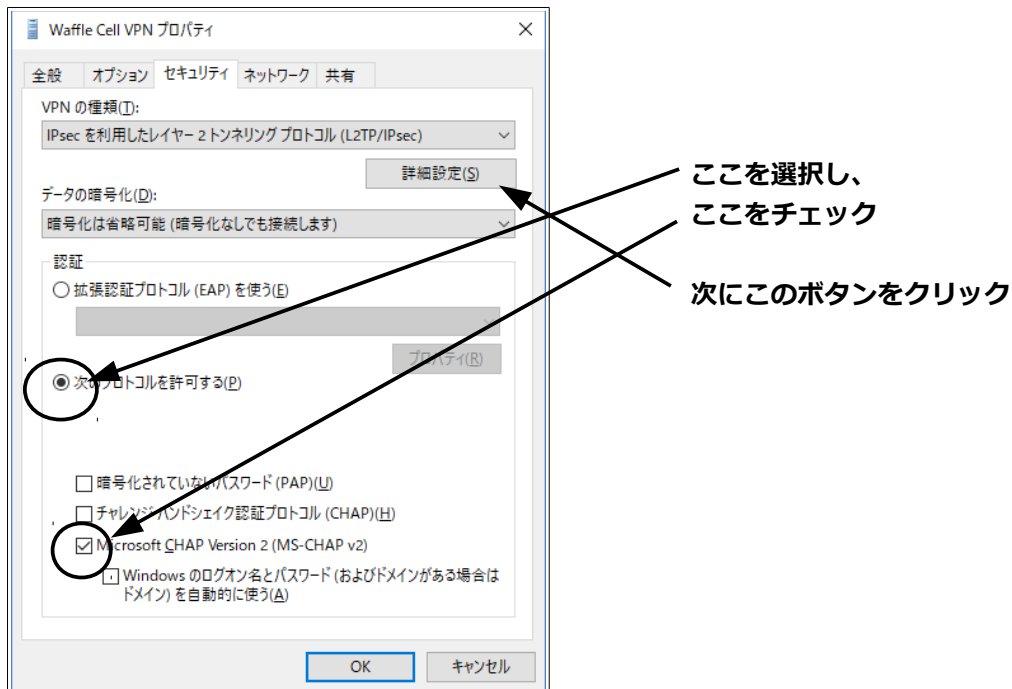 Waffle Cell VPN プロパティ
全般 オプション セキュリティ ネットワーク 共有
VPN の種類(T):
IPsec を利用したレイヤー 2 トンネリング プロトコル (L2TP/IPsec)
詳細設定(S)
データの暗号化(D):
暗号化は省略可能 (暗号化なしでも接続します)
認証
拡張認証プロトコル (EAP) を使う(E)
プロパティ(R)
次のプロトコルを許可する(P)
暗号化されていないパスワード (PAP)(U)
チャレンジ ハンドシェイク認証プロトコル (CHAP)(H)
Microsoft CHAP Version 2 (MS-CHAP v2)
Windows のログオン名とパスワード (およびドメインがある場合は
ドメイン) を自動的に使う(A)
OK キャンセル
ここを選択し、
ここをチェック
次にこのボタンをクリック